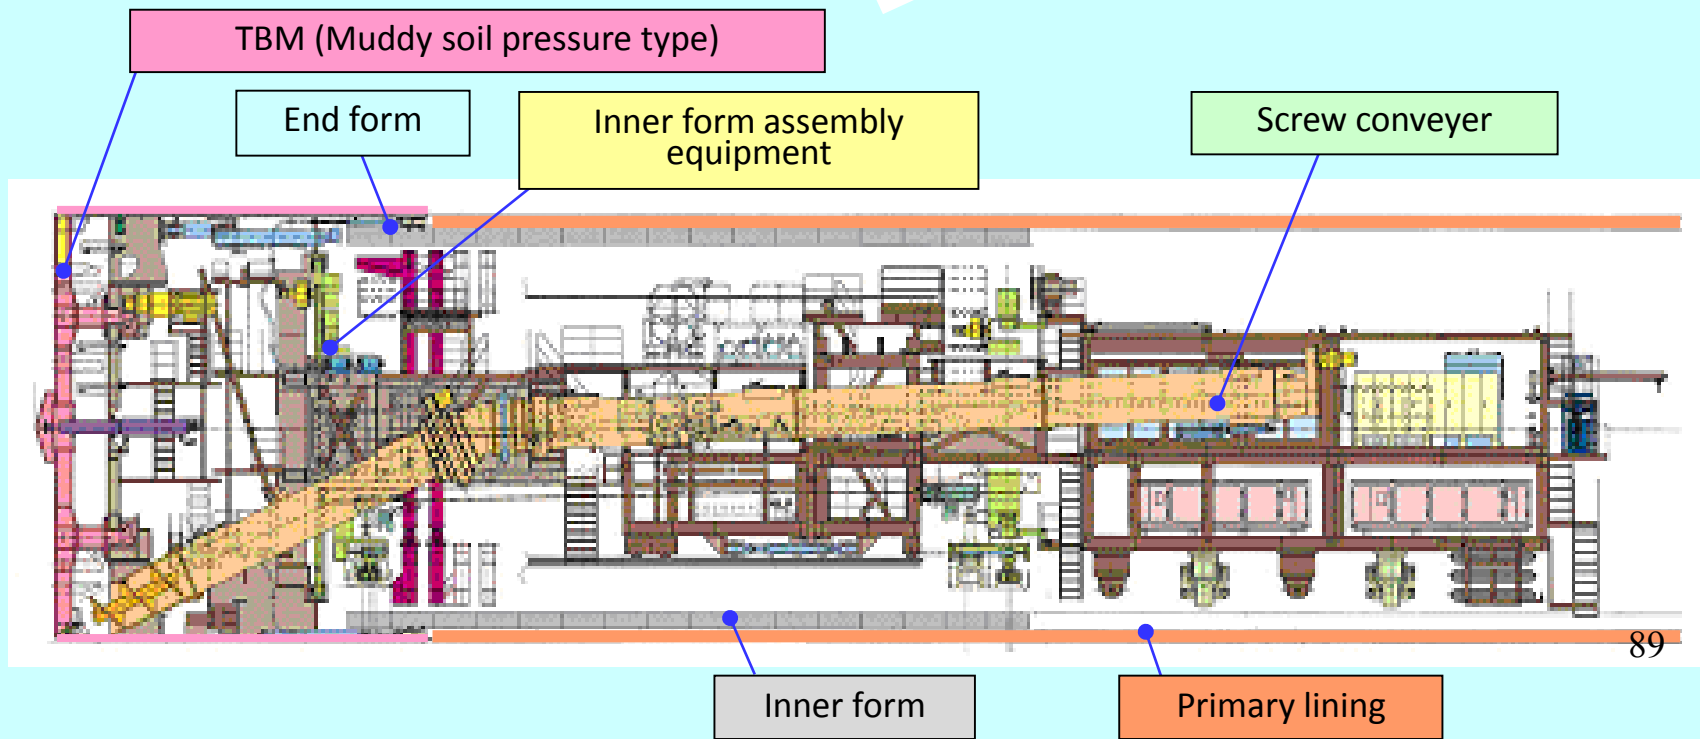 TBM (Muddy soil pressure type)
End form
Inner form assembly
equipment
Screw conveyer
89
Inner form
Primary lining